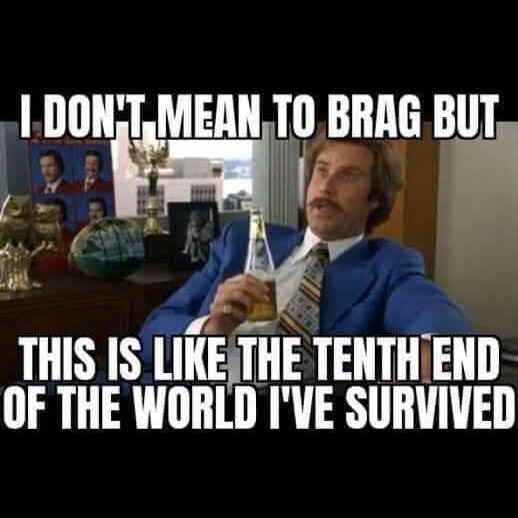 I DON'T MEAN TO BRAG BUT
THIS IS LIKE THE TENTH END
OF THE WORLD I'VE SURVIVED